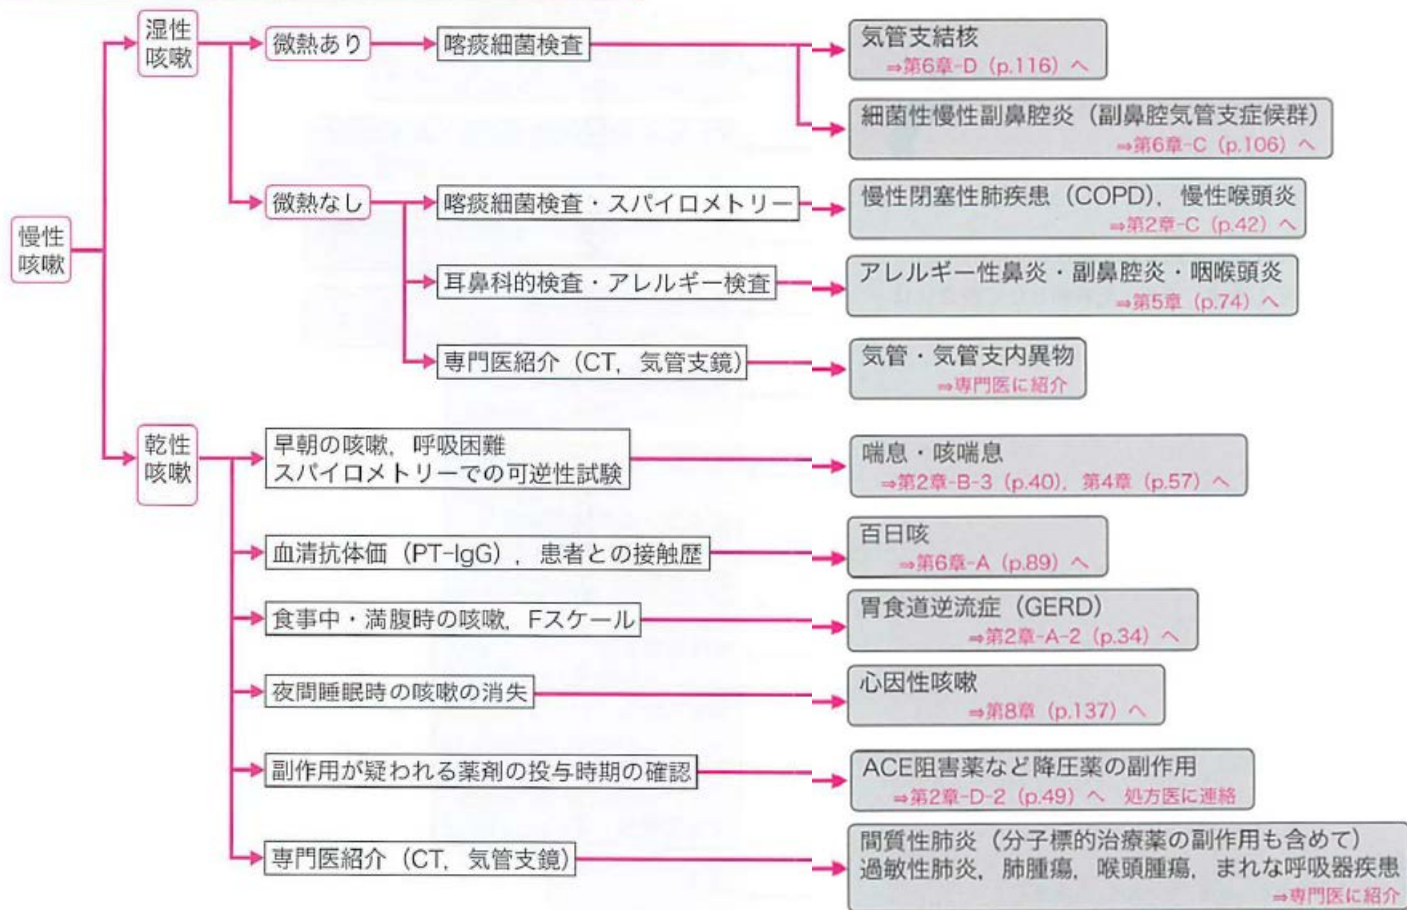 湿性
咳嗽
微熱あり
喀痰細菌検査
気管支結核
⇒第6章-D（p.116）へ
細菌性慢性副鼻腔炎（副鼻腔気管支症候群）
⇒第6章-C（p.106）へ
慢性
咳嗽
微熱なし
喀痰細菌検査・スパイロメトリー
慢性閉塞性肺疾患（COPD），慢性喉頭炎
⇒第2章-C（p.42）へ
耳鼻科的検査・アレルギー検査
アレルギー性鼻炎・副鼻腔炎・咽喉頭炎
⇒第5章（p.74）へ
専門医紹介（CT，気管支鏡）
気管・気管支内異物
⇒専門医に紹介
乾性
咳嗽
早朝の咳嗽，呼吸困難
スパイロメトリーでの可逆性試験
喘息・咳喘息
⇒第2章-B-3（p.40），第4章（p.57）へ
血清抗体価（PT-IgG），患者との接触歴
百日咳
⇒第6章-A（p.89）へ
食事中・満腹時の咳嗽，Fスケール
胃食道逆流症（GERD）
⇒第2章-A-2（p.34）へ
夜間睡眠時の咳嗽の消失
心因性咳嗽
⇒第8章（p.137）へ
副作用が疑われる薬剤の投与時期の確認
ACE阻害薬など降圧薬の副作用
⇒第2章-D-2（p.49）へ　処方医に連絡
専門医紹介（CT，気管支鏡）
間質性肺炎（分子標的治療薬の副作用も含めて）
過敏性肺炎，肺腫瘍，喉頭腫瘍，まれな呼吸器疾患
⇒専門医に紹介